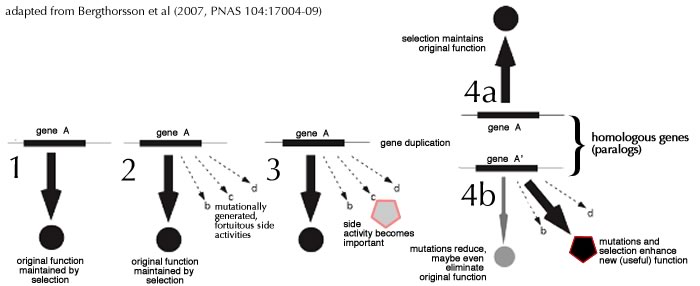 adapted from Bergthorsson et al (2007, PNAS 104:17004-09)
1
gene A
original function
maintained by
selection
2
gene A
b
c
d
mutationally
generated,
fortuitous side
activities
original function
maintained by
selection
3
gene A
b
c
d
side
activity becomes
important
gene duplication
4a
selection maintains
original function
gene A
homologous genes
(paralogs)
gene A'
4b
b
d
mutations reduce,
maybe even
eliminate
original function
mutations and
selection enhance
new (useful) function